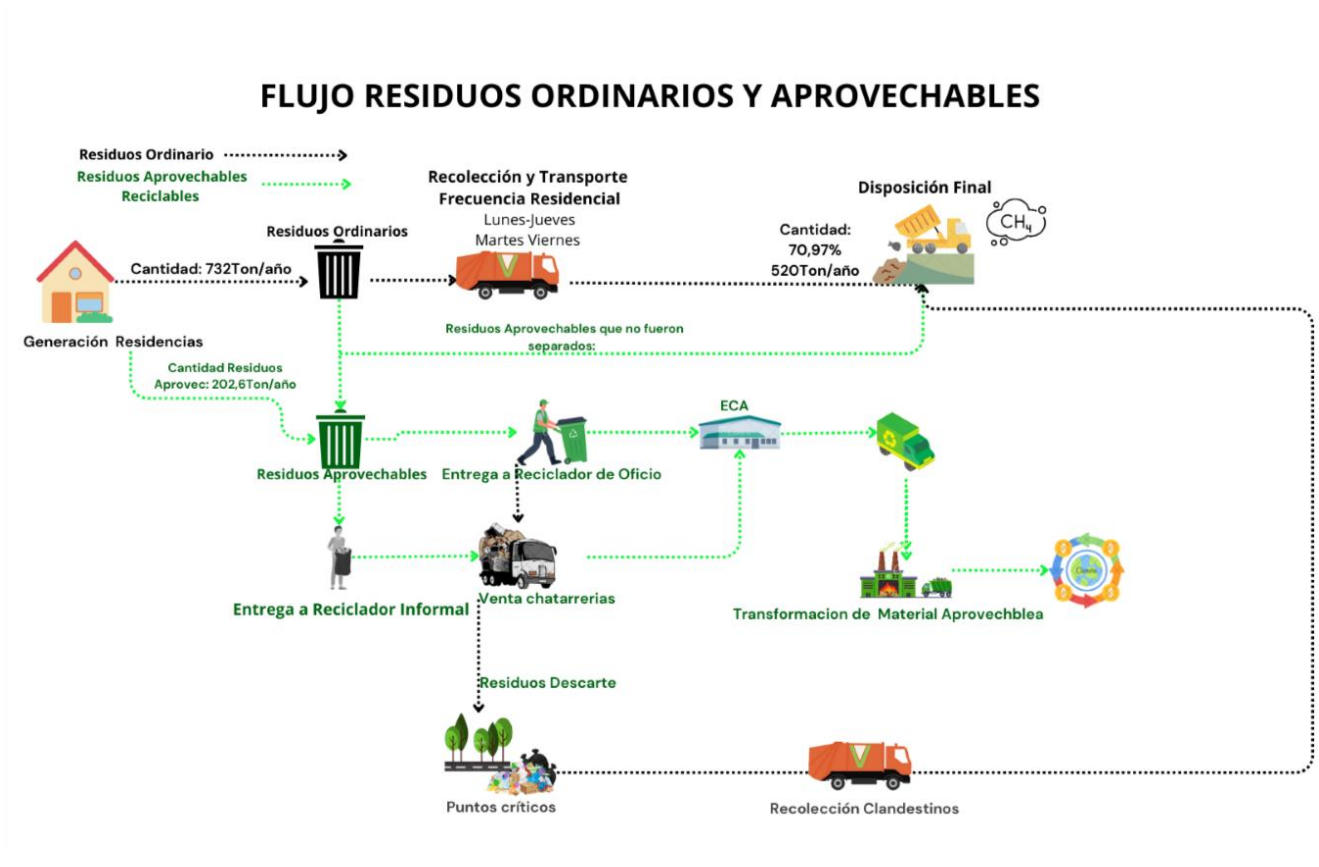 FLUJO RESIDUOS ORDINARIOS Y APROVECHABLES
Residuos Ordinario
Residuos Aprovechables
Reciclables
Recolección y Transporte
Frecuencia Residencial
Lunes-Jueves
Martes Viernes
Disposición Final
CH4
Cantidad:
70,97%
520Ton/año
Residuos Ordinarios
Cantidad: 732Ton/año
Generación Residencias
Residuos Aprovechables que no fueron
separados:
Cantidad Residuos
Aprovec: 202,6Ton/año
ECA
Residuos Aprovechables
Entrega a Reciclador de Oficio
Entrega a Reciclador Informal
Venta chatarrerias
Transformacion de Material Aprovechblea
Residuos Descarte
Puntos críticos
Recolección Clandestinos